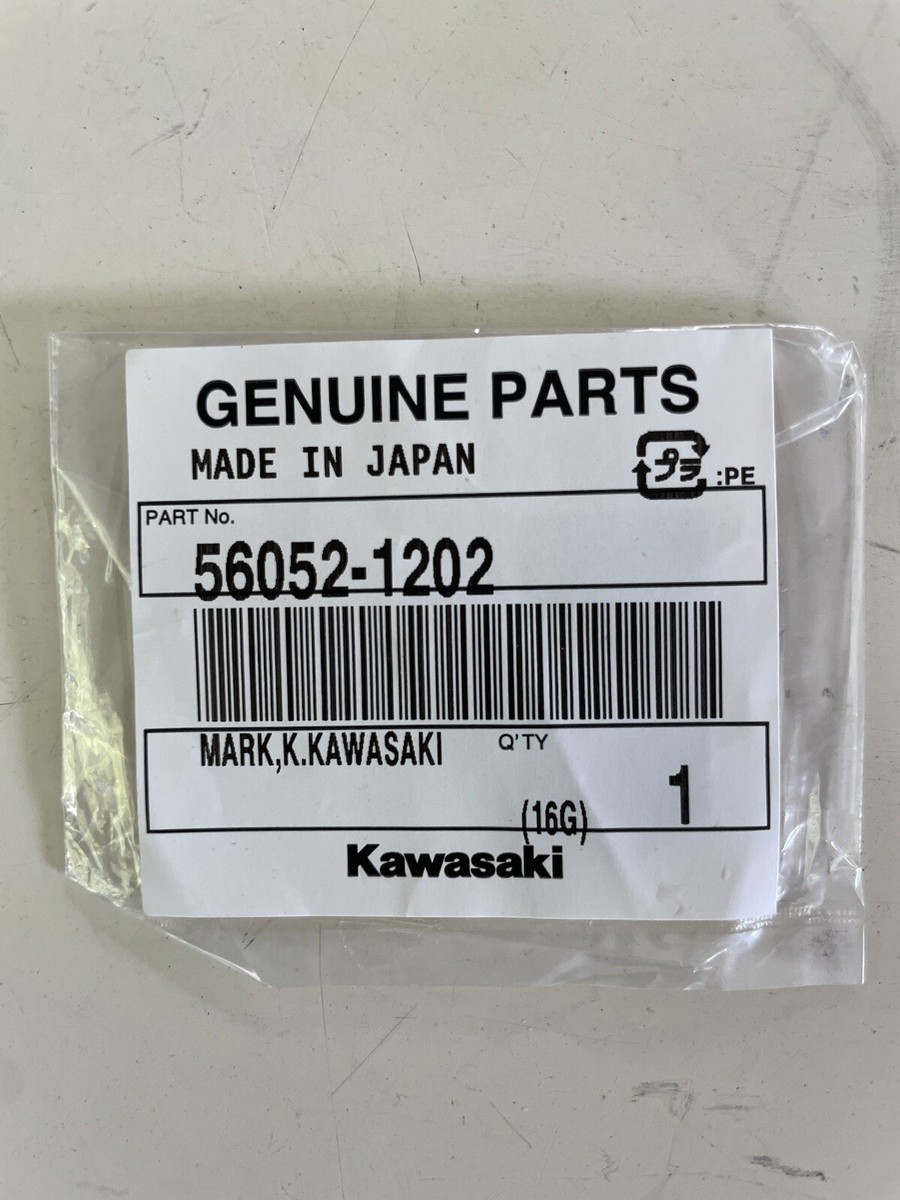 GENUINE PARTS
MADE IN JAPAN
プラ :PE
PART No.
56052-1202
MARK,K.KAWASAKI Q'TY
(16G) 1
Kawasaki